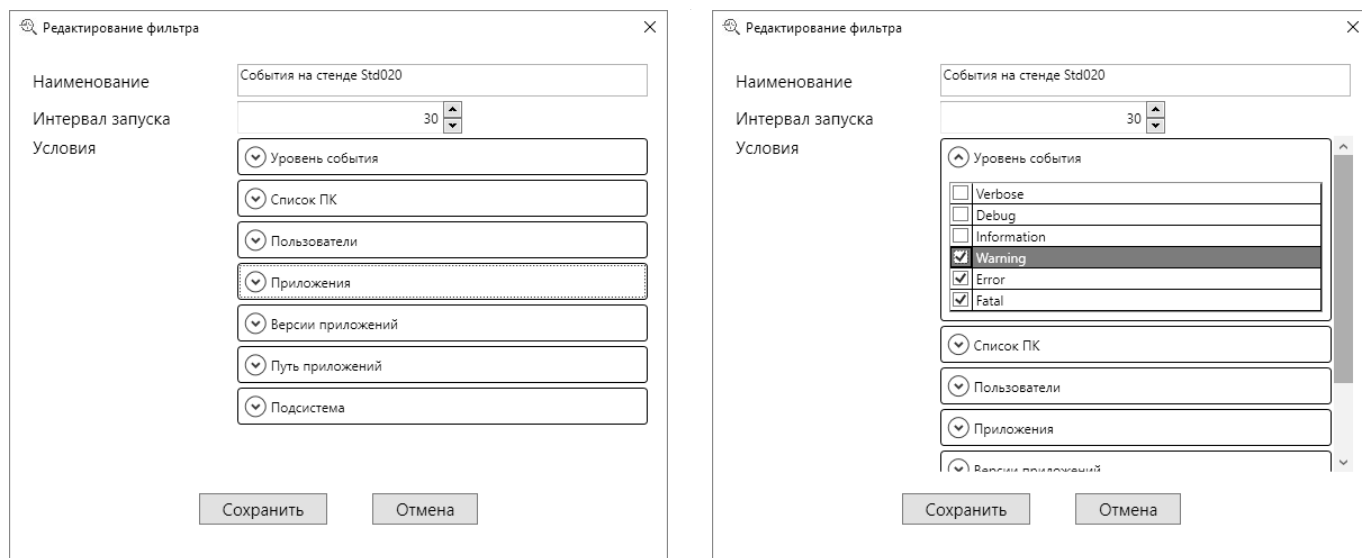 Редактирование фильтра
Наименование
События на стенде Std020
Интервал запуска
30
Условия
Уровень события
Список ПК
Пользователи
Приложения
Версии приложений
Путь приложений
Подсистема
Сохранить
Отмена
Редактирование фильтра
Наименование
События на стенде Std020
Интервал запуска
30
Условия
Уровень события
Verbose
Debug
Information
Warning
Error
Fatal
Список ПК
Пользователи
Приложения
Версии приложений
Сохранить
Отмена